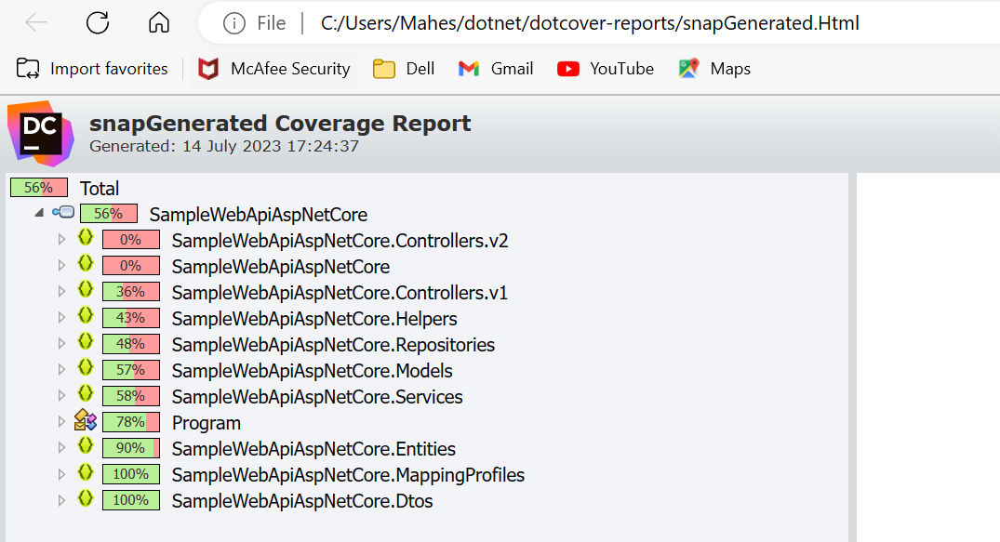 File | C:/Users/Mahes/dotnet/dotcover-reports/snapGenerated.Html
Import favorites McAfee Security Dell Gmail YouTube Maps
DC
snapGenerated Coverage Report
Generated: 14 July 2023 17:24:37
56% Total
56% SampleWebApiAspNetCore
0% SampleWebApiAspNetCore.Controllers.v2
0% SampleWebApiAspNetCore
36% SampleWebApiAspNetCore.Controllers.v1
43% SampleWebApiAspNetCore.Helpers
48% SampleWebApiAspNetCore.Repositories
57% SampleWebApiAspNetCore.Models
58% SampleWebApiAspNetCore.Services
78% Program
90% SampleWebApiAspNetCore.Entities
100% SampleWebApiAspNetCore.MappingProfiles
100% SampleWebApiAspNetCore.Dtos